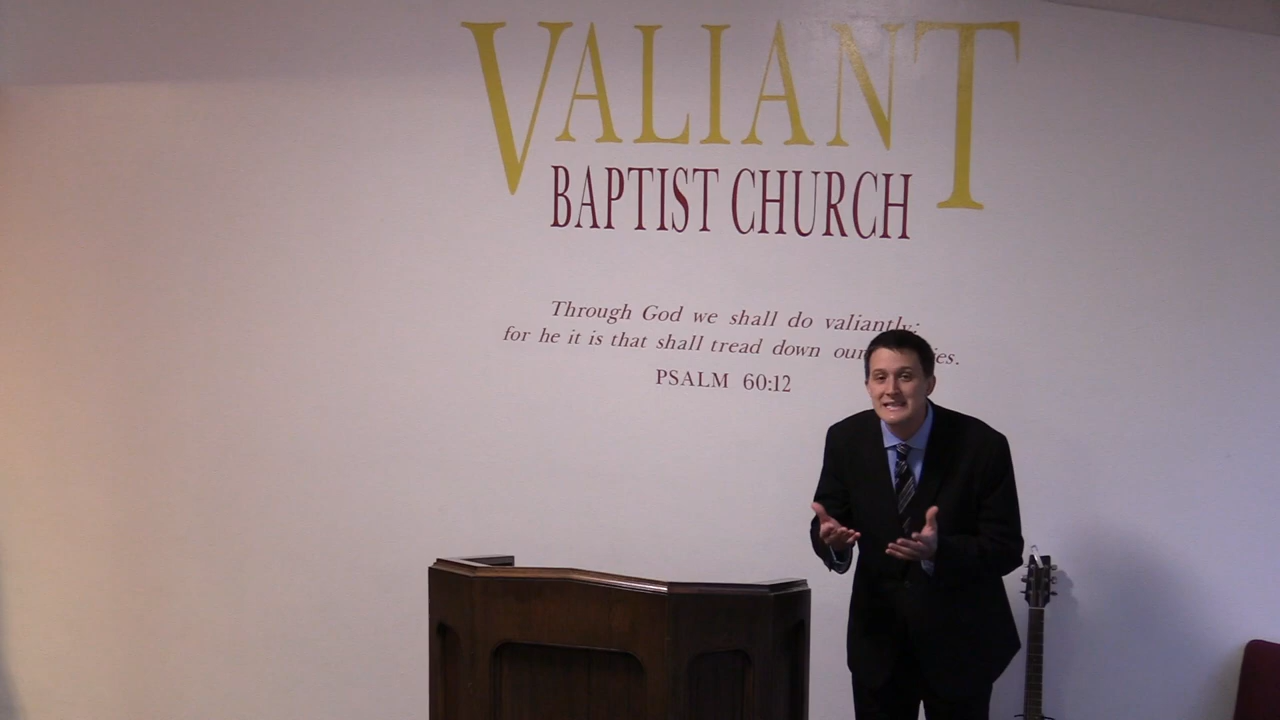 VALIANT
BAPTIST CHURCH
Through God we shall do valiantly;
for he it is that shall tread down our
PSALM 60:12